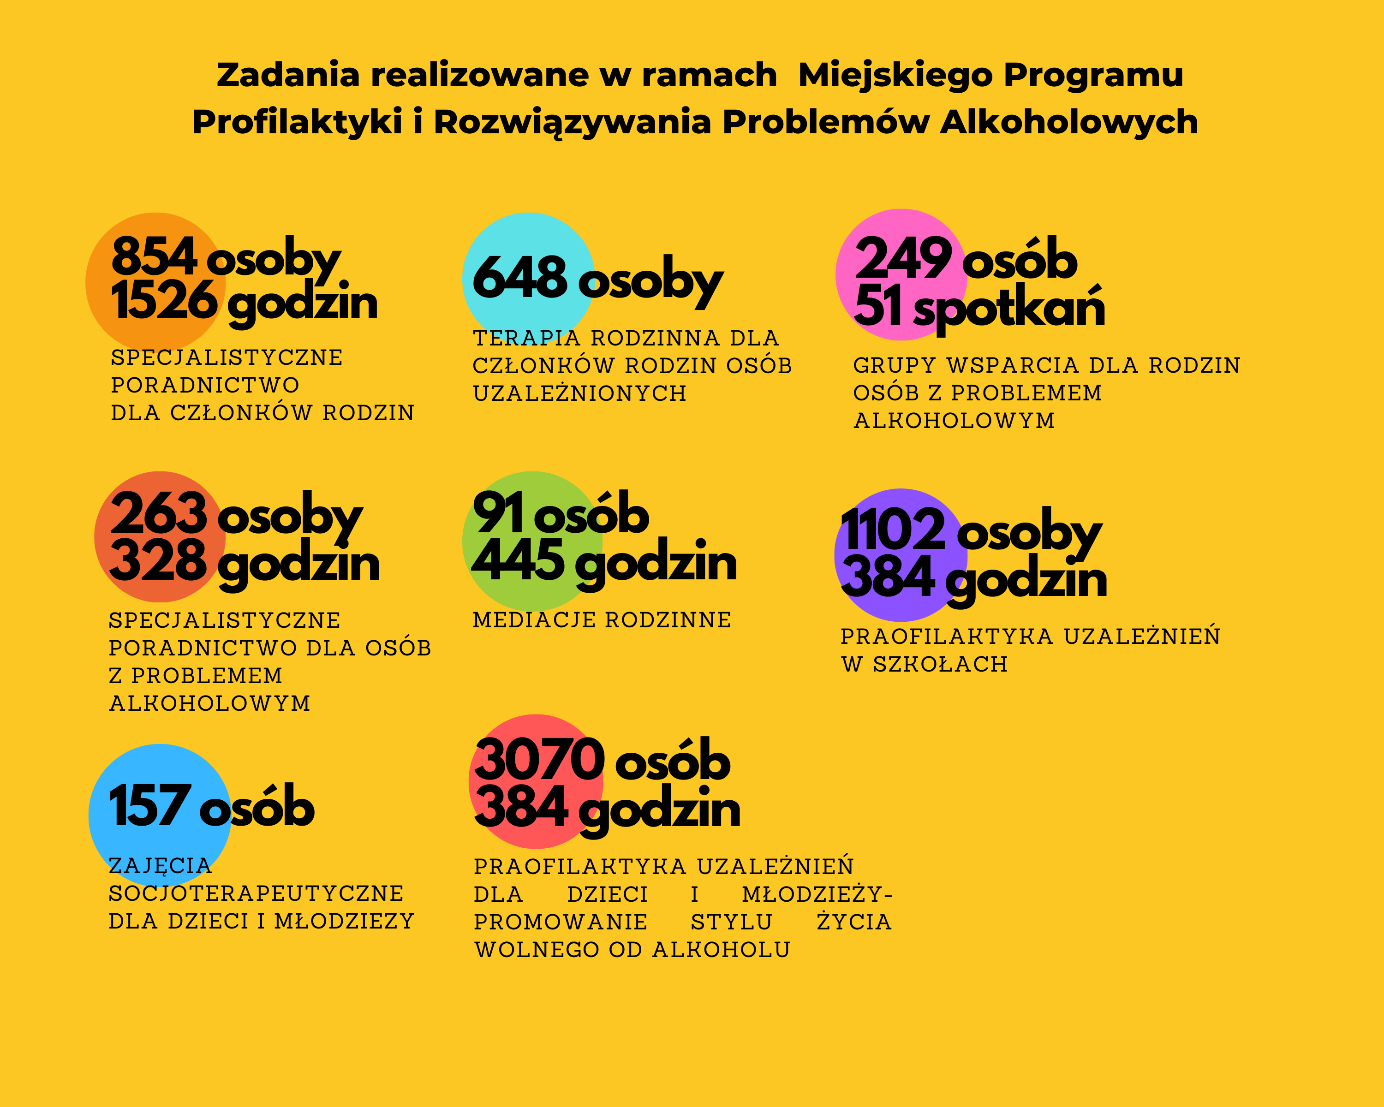 Zadania realizowane w ramach Miejskiego Programu
Profilaktyki i Rozwiązywania Problemów Alkoholowych
854 osoby
1526 godzin
SPECJALISTYCZNE
PORADNICTWO
DLA CZŁONKÓW RODZIN
648 osoby
TERAPIA RODZINNA DLA
CZŁONKÓW RODZIN OSÓB
UZALEŻNIONYCH
249 osób
51 spotkań
GRUPY WSPARCIA DLA RODZIN
OSÓB Z PROBLEMEM
ALKOHOLOWYM
263 osoby
328 godzin
SPECJALISTYCZNE
PORADNICTWO DLA OSÓB
Z PROBLEMEM
ALKOHOLOWYM
91 osób
445 godzin
MEDIACJE RODZINNE
1102 osoby
384 godzin
PRAOFILAKTYKA UZALEŻNIEŃ
W SZKOŁACH
157 osób
ZAJĘCIA
SOCJOTERAPEUTYCZNE
DLA DZIECI I MŁODZIEZY
3070 osób
384 godzin
PRAOFILAKTYKA UZALEŻNIEŃ
DLA DZIECI I MŁODZIEŻY-
PROMOWANIE STYLU ŻYCIA
WOLNEGO OD ALKOHOLU